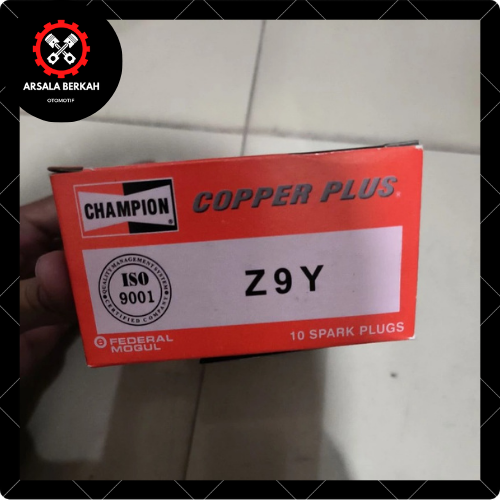 ARSALA BERKAH
OTOMOTIF
CHAMPION
COPPER PLUS
QUALITY MANAGEMENT SYSTEM
ISO
9001
CERTIFIED COMPANY
Z9Y
FEDERAL
MOGUL
10 SPARK PLUGS